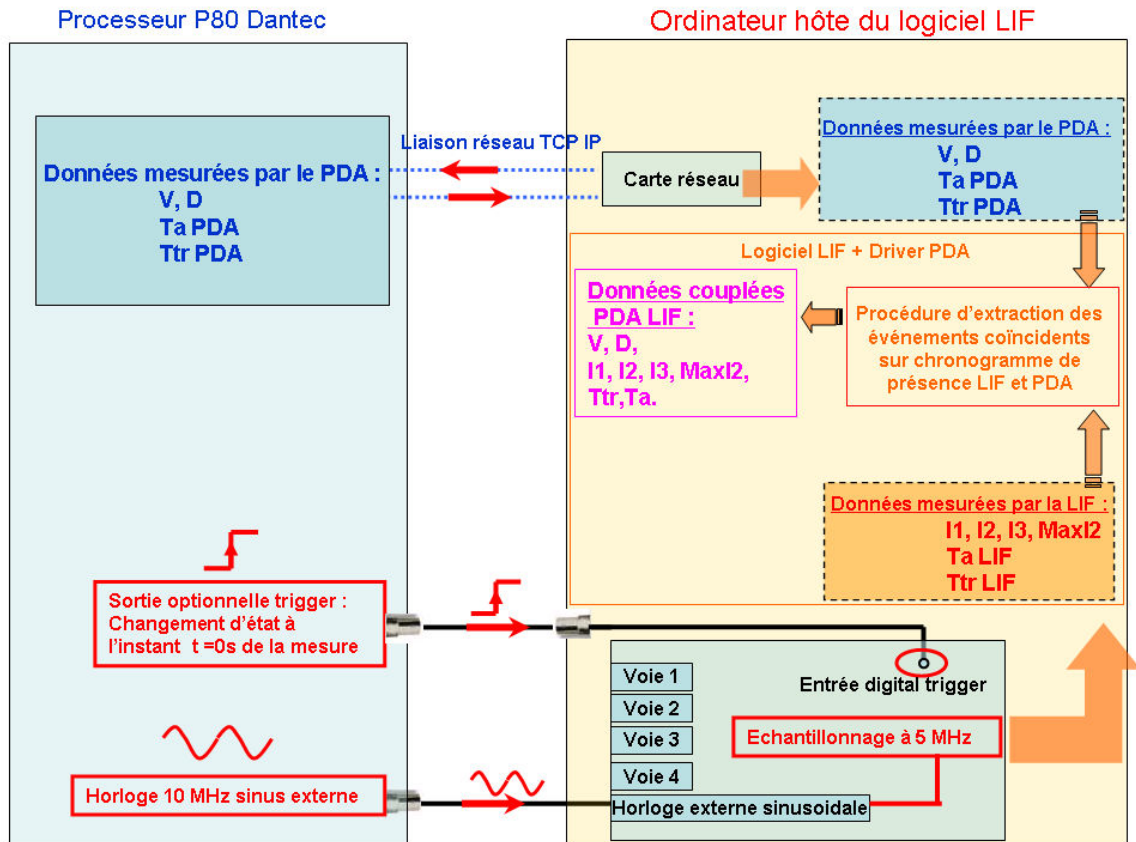 Processeur P80 Dantec
Ordinateur hôte du logiciel LIF
Données mesurées par le PDA :
V, D
Ta PDA
Ttr PDA
Liaison réseau TCP IP
Carte réseau
Données mesurées par le PDA :
V, D
Ta PDA
Ttr PDA
Logiciel LIF + Driver PDA
Données couplées
PDA LIF :
V, D,
I1, I2, I3, MaxI2,
Ttr,Ta.
Procédure d'extraction des
événements coïncidents
sur chronogramme de
présence LIF et PDA
Données mesurées par la LIF :
I1, I2, I3, MaxI2
Ta LIF
Ttr LIF
Sortie optionnelle trigger :
Changement d'état à
l'instant t =0s de la mesure
Voie 1
Voie 2
Voie 3
Voie 4
Entrée digital trigger
Echantillonnage à 5 MHz
Horloge 10 MHz sinus externe
Horloge externe sinusoidale